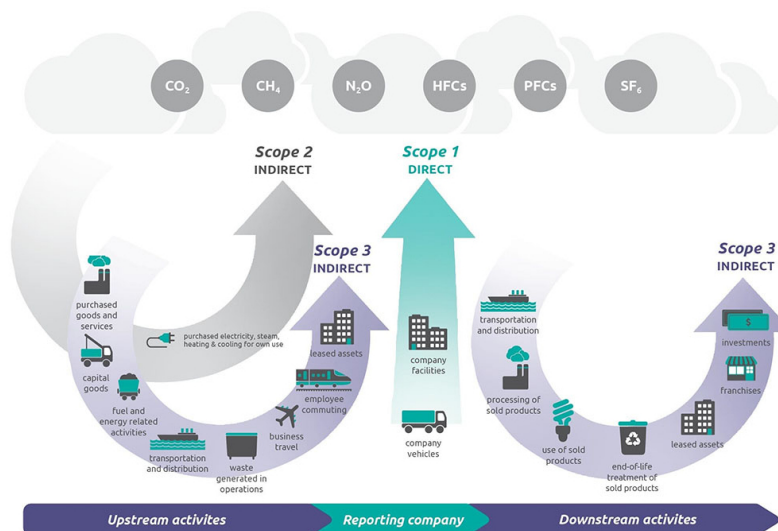 CO₂
CH₄
N₂O
HFCs
PFCs
SF₆
Scope 2
INDIRECT
Scope 1
DIRECT
Scope 3
INDIRECT
Scope 3
INDIRECT
purchased
goods and
services
capital
goods
fuel and
energy related
activities
purchased electricity, steam,
heating & cooling for own use
transportation
and distribution
waste
generated in
operations
business
travel
employee
commuting
leased assets
company
facilities
company
vehicles
transportation
and distribution
processing of
sold products
use of sold
products
end-of-life
treatment of
sold products
leased assets
franchises
$
investments
Upstream activites
Reporting company
Downstream activites